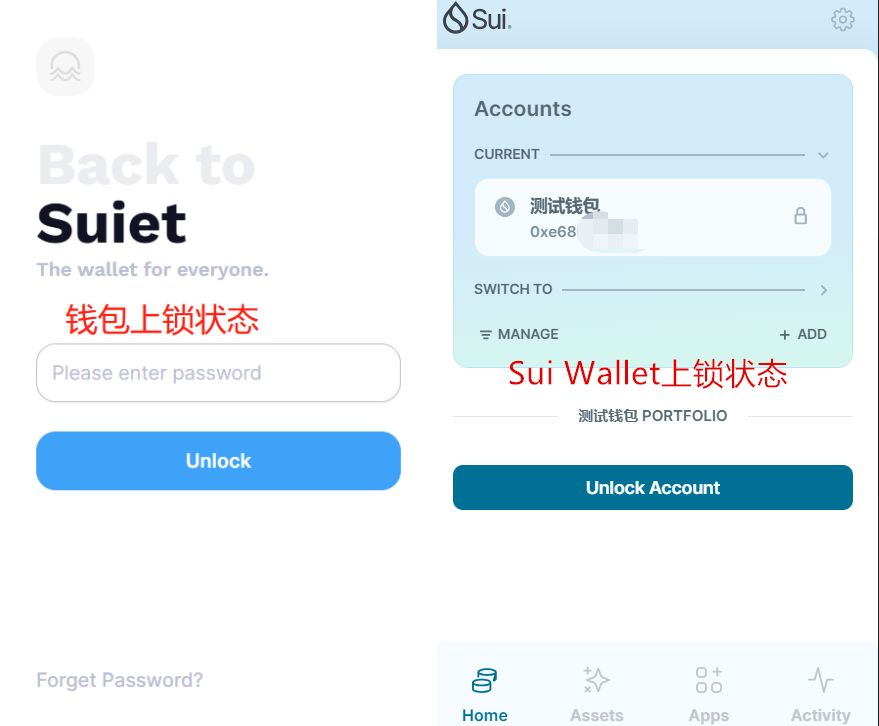 Back to
Suiet
The wallet for everyone.
钱包上锁状态
Please enter password
Unlock
Forget Password?
Sui
Accounts
CURRENT
测试钱包
0xe68
SWITCH TO
MANAGE
ADD
Sui Wallet上锁状态
测试钱包 PORTFOLIO
Unlock Account
Home
Assets
Apps
Activity